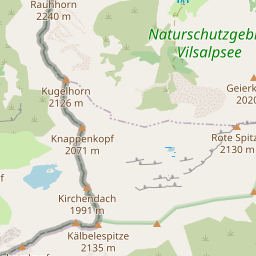 Rauhhorn
2240 m
Naturschutzgebi
Vilsalpsee
Kugelhorn
2126 m
Geierk
2020
Knappenkopf
2071 m
Rote Spitz
2130 m
Kirchendach
1991 m
Kälbelespitze
2135 m